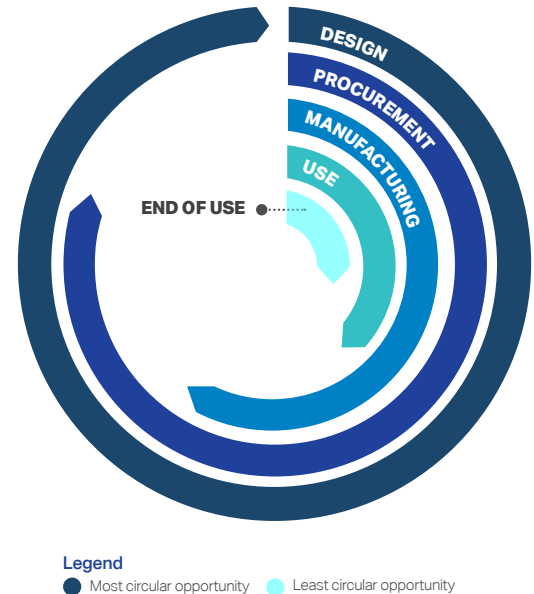 DESIGN
PROCUREMENT
MANUFACTURING
USE
END OF USE
Legend
Most circular opportunity
Least circular opportunity